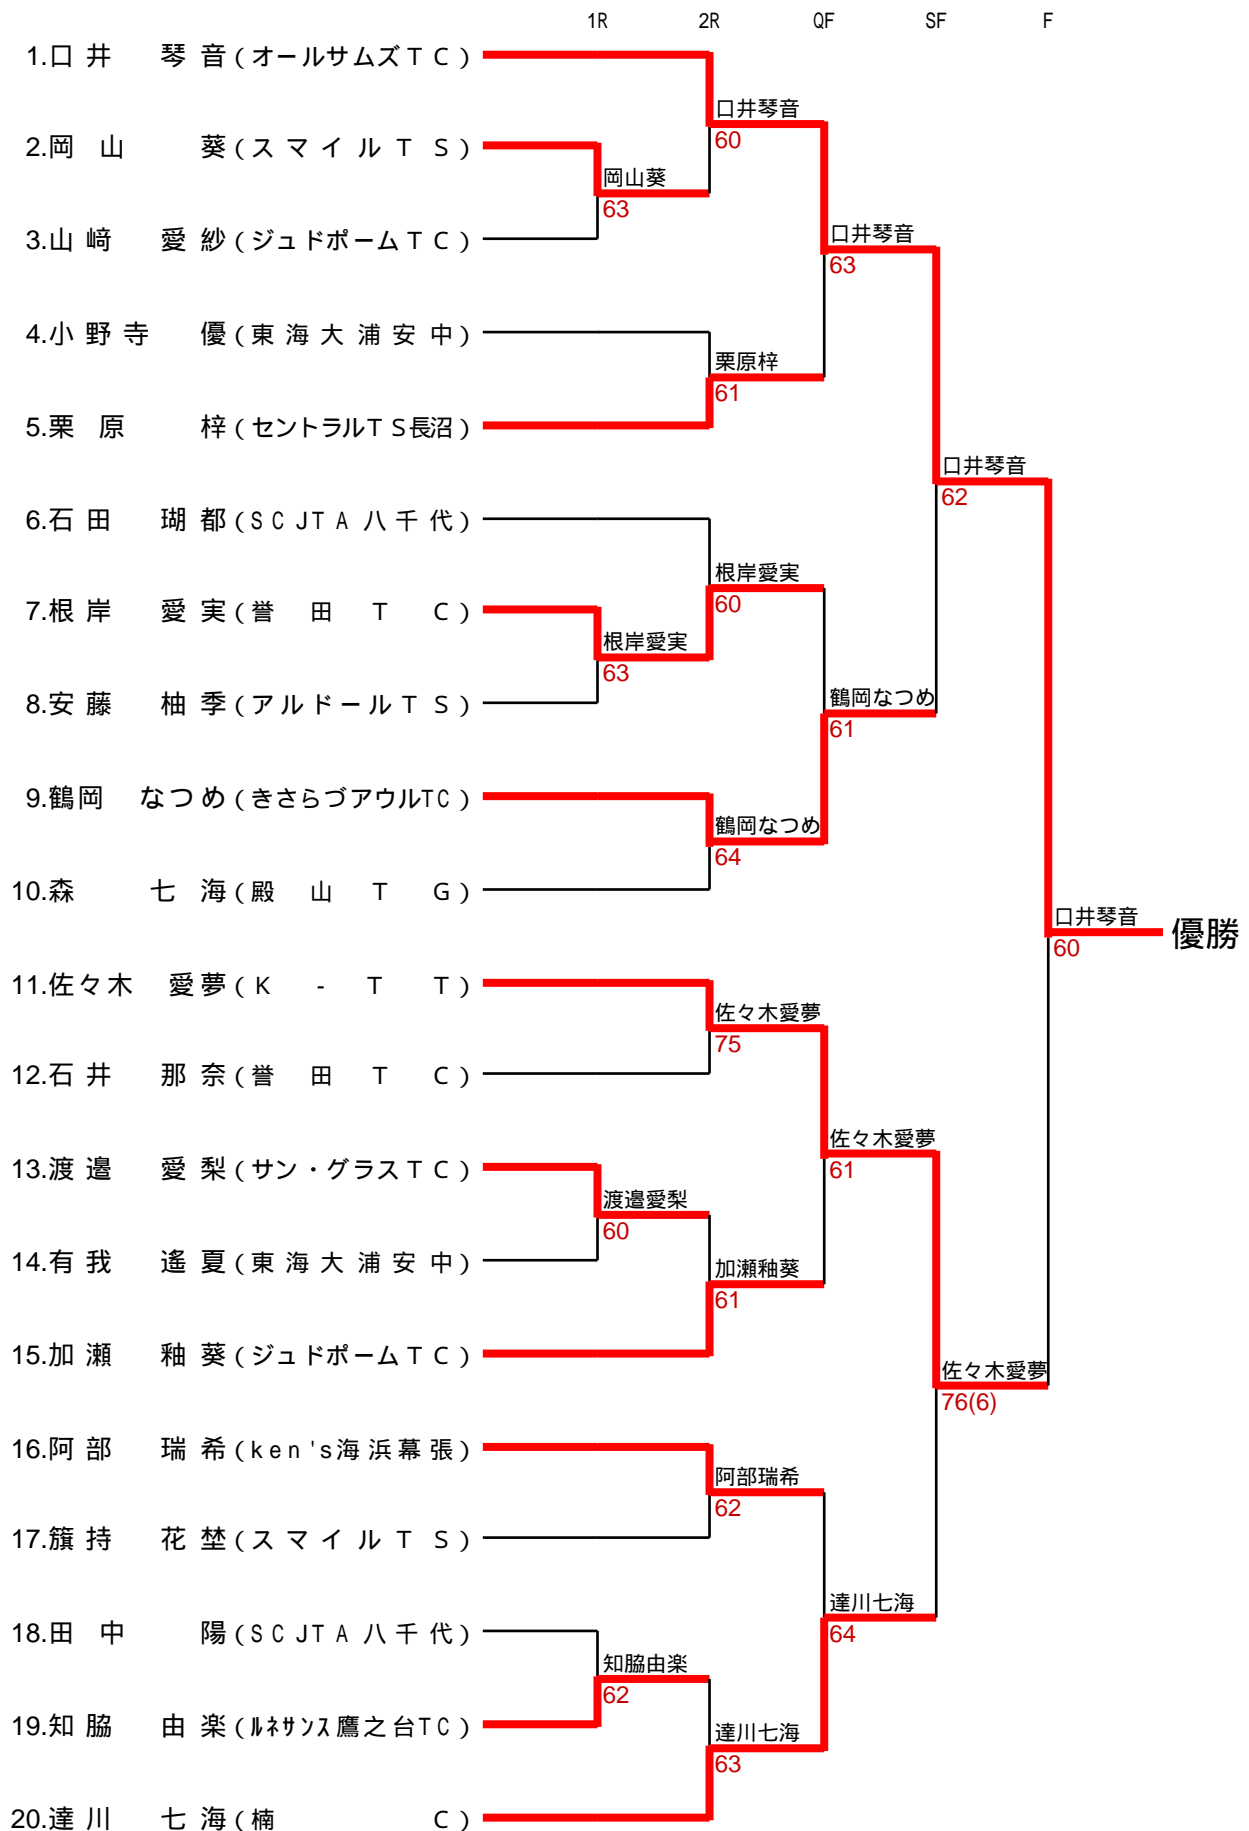 1R 2R QF SF F
1.口井 琴音(オールサムズTC)
口井琴音
60
2.岡山 葵(スマイルTS)
岡山葵
63
3.山﨑 愛紗(ジュドポームTC)
口井琴音
63
4.小野寺 優(東海大浦安中)
栗原梓
61
5.栗原 梓(セントラルTS長沼)
口井琴音
62
6.石田 瑚都(SCJTA八千代)
根岸愛実
60
7.根岸 愛実(誉田TC)
根岸愛実
63
8.安藤 柚季(アルドールTS)
鶴岡なつめ
61
9.鶴岡 なつめ(きさらづアウルTC)
鶴岡なつめ
64
10.森 七海(殿山TG)
口井琴音
60
優勝
11.佐々木 愛夢(K-TT)
佐々木愛夢
75
12.石井 那奈(誉田TC)
佐々木愛夢
61
13.渡邉 愛梨(サン・グラスTC)
渡邉愛梨
60
14.有我 遙夏(東海大浦安中)
加瀬釉葵
61
15.加瀬 釉葵(ジュドポームTC)
佐々木愛夢
76(6)
16.阿部 瑞希(ken's海浜幕張)
阿部瑞希
62
17.籏持 花埜(スマイルTS)
達川七海
64
18.田中 陽(SCJTA八千代)
知脇由楽
62
19.知脇 由楽(ルネサンス鷹之台TC)
達川七海
63
20.達川 七海(楠C)